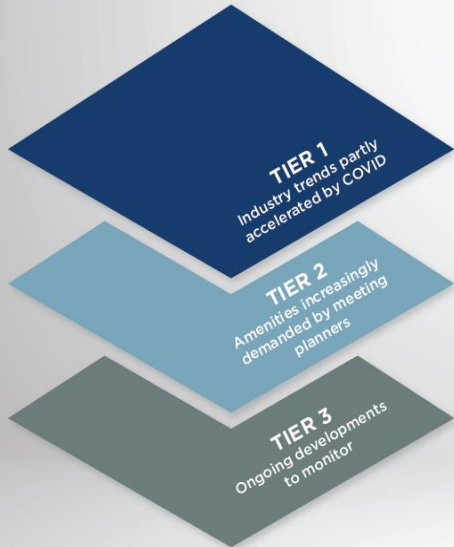 TIER 1
Industry trends partly
accelerated by COVID
TIER 2
Amenities increasingly
demanded by meeting
planners
TIER 3
Ongoing developments
to monitor